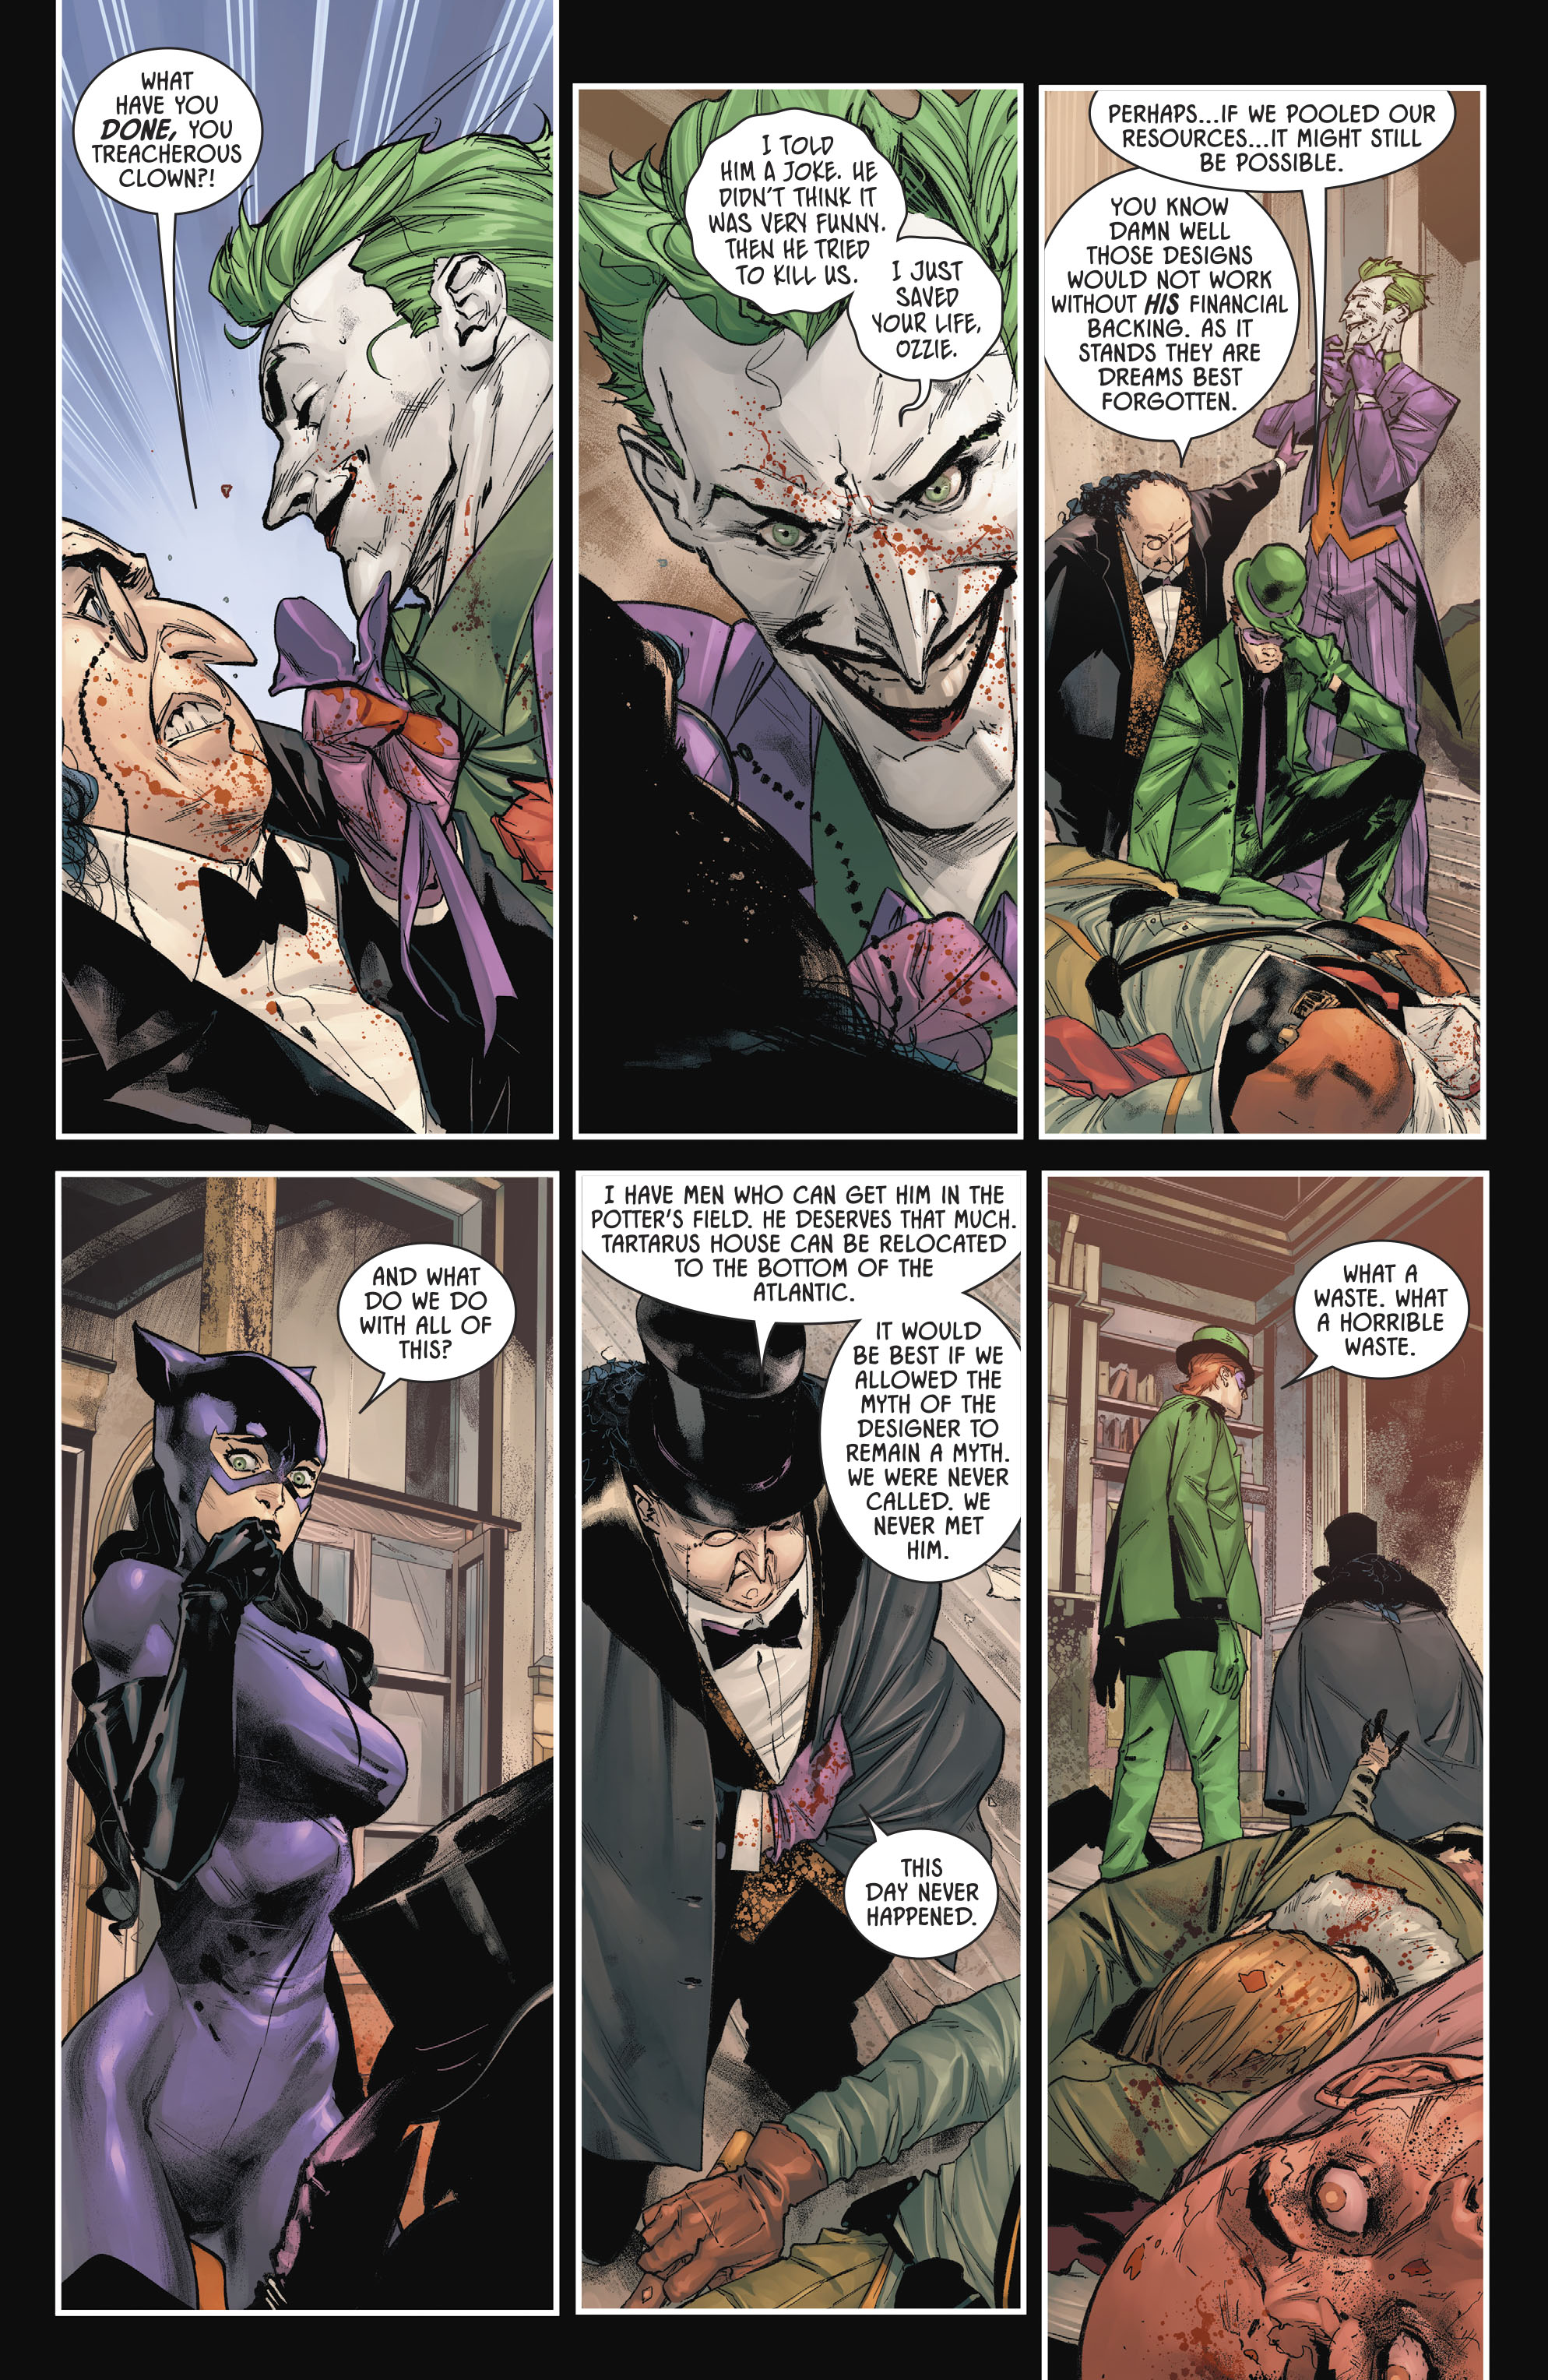 WHAT
HAVE YOU
DONE, YOU
TREACHEROUS
CLOWN?!
I TOLD
HIM A JOKE. HE
DIDN'T THINK IT
WAS VERY FUNNY.
THEN HE TRIED
TO KILL US.
I JUST
SAVED
YOUR LIFE,
OZZIE.
PERHAPS...IF WE POOLED OUR
RESOURCES...IT MIGHT STILL
BE POSSIBLE.
YOU KNOW
DAMN WELL
THOSE DESIGNS
WOULD NOT WORK
WITHOUT HIS FINANCIAL
BACKING. AS IT
STANDS THEY ARE
DREAMS BEST
FORGOTTEN.
AND WHAT
DO WE DO
WITH ALL OF
THIS?
I HAVE MEN WHO CAN GET HIM IN THE
POTTER'S FIELD. HE DESERVES THAT MUCH.
TARTARUS HOUSE CAN BE RELOCATED
TO THE BOTTOM OF THE
ATLANTIC.
IT WOULD
BE BEST IF WE
ALLOWED THE
MYTH OF THE
DESIGNER TO
REMAIN A MYTH.
WE WERE NEVER
CALLED. WE
NEVER MET
HIM.
THIS
DAY NEVER
HAPPENED.
WHAT A
WASTE. WHAT
A HORRIBLE
WASTE.